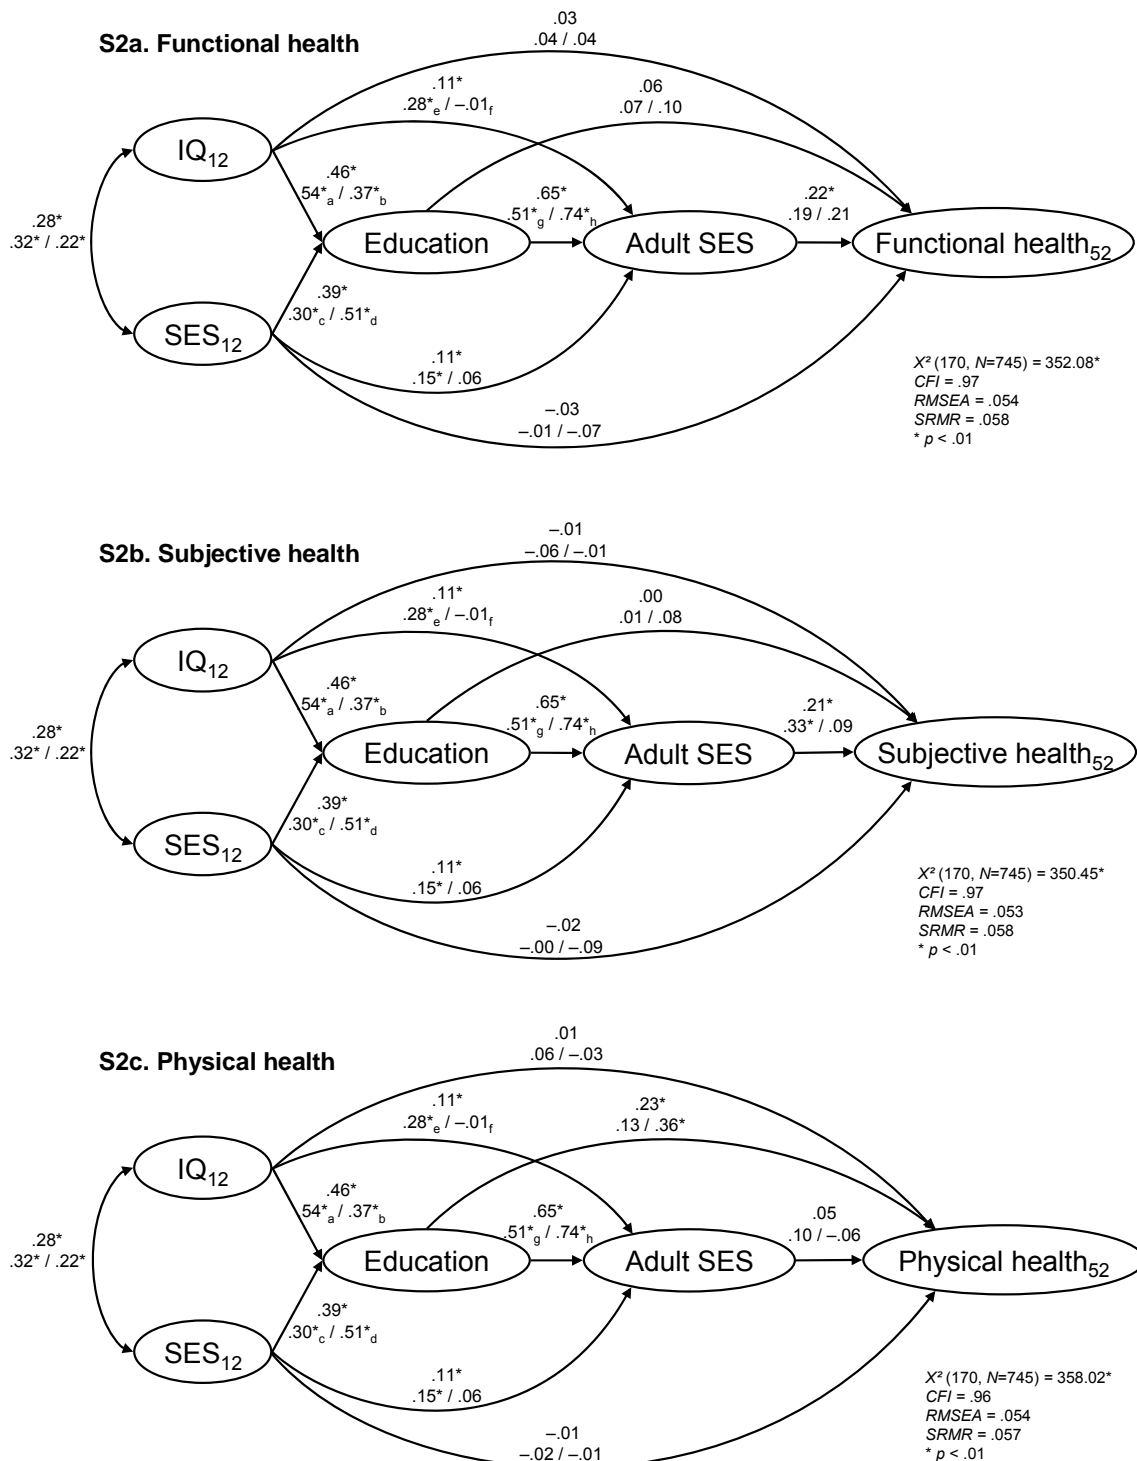 S2a. Functional health
.03
.04 / .04
.11*
.28*e / –.01f
.06
.07 / .10
IQ12
.46*
54*a / .37*b
.65*
.51*g / .74*h
.22*
.19 / .21
.28*
.32* / .22*
Education
Adult SES
Functional health52
SES12
.39*
.30*c / .51*d
.11*
.15* / .06
–.03
–.01 / –.07
X² (170, N=745) = 352.08*
CFI = .97
RMSEA = .054
SRMR = .058
* p < .01
S2b. Subjective health
–.01
-.06 / –.01
.11*
.28*e / –.01f
.00
.01 / .08
IQ12
.46*
54*a / .37*b
.65*
.51*g / .74*h
.21*
.33* / .09
.28*
.32* / .22*
Education
Adult SES
Subjective health52
SES12
.39*
.30*c / .51*d
.11*
.15* / .06
–.02
-.00 / –.09
X² (170, N=745) = 350.45*
CFI = .97
RMSEA = .053
SRMR = .058
* p < .01
S2c. Physical health
.01
.06 / –.03
.11*
.28*e / –.01f
.23*
.13 / .36*
IQ12
.46*
54*a / .37*b
.65*
.51*g / .74*h
.05
.10 / –.06
.28*
.32* / .22*
Education
Adult SES
Physical health52
SES12
.39*
.30*c / .51*d
.11*
.15* / .06
–.01
–.02 / –.01
X² (170, N=745) = 358.02*
CFI = .96
RMSEA = .054
SRMR = .057
* p < .01